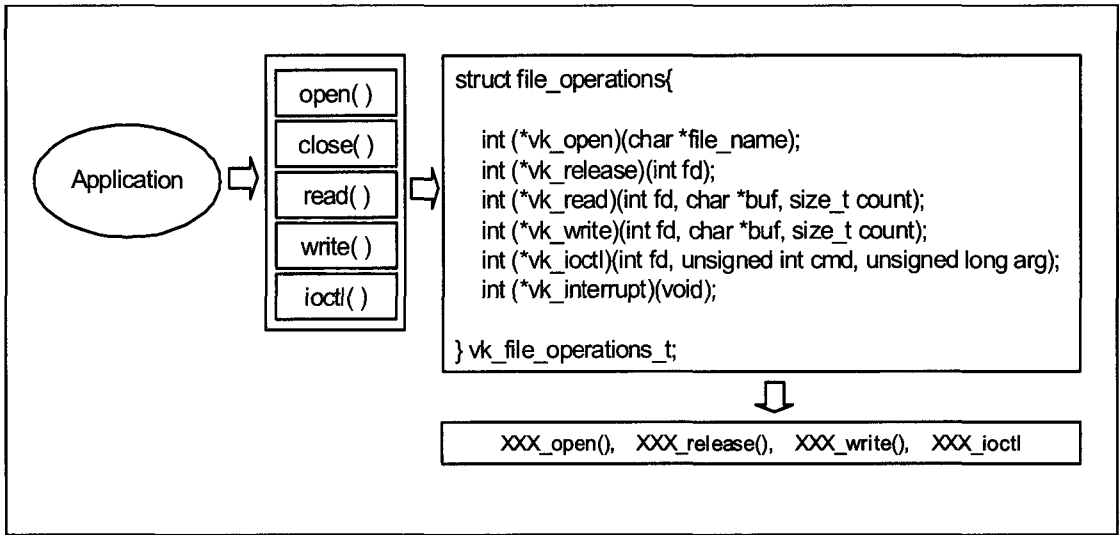 Application
open( )
close( )
read( )
write( )
ioctl( )
struct file_operations{
int (*vk_open)(char *file_name);
int (*vk_release)(int fd);
int (*vk_read)(int fd, char *buf, size_t count);
int (*vk_write)(int fd, char *buf, size_t count);
int (*vk_ioctl)(int fd, unsigned int cmd, unsigned long arg);
int (*vk_interrupt)(void);
} vk_file_operations_t;
XXX_open(), XXX_release(), XXX_write(), XXX_ioctl